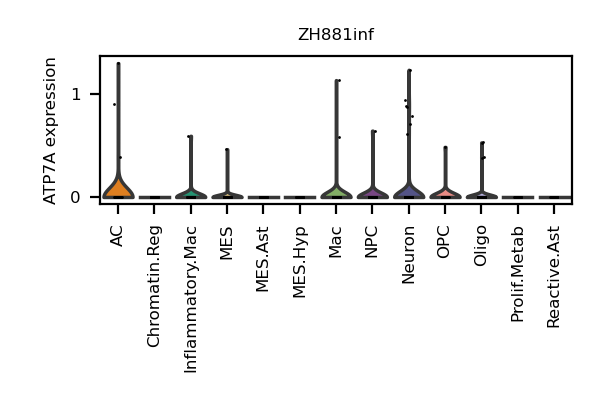 ZH881inf
ATP7A expression
1
0
AC
Chromatin.Reg
Inflammatory.Mac
MES
MES.Ast
MES.Hyp
Mac
NPC
Neuron
OPC
Oligo
Prolif.Metab
Reactive.Ast